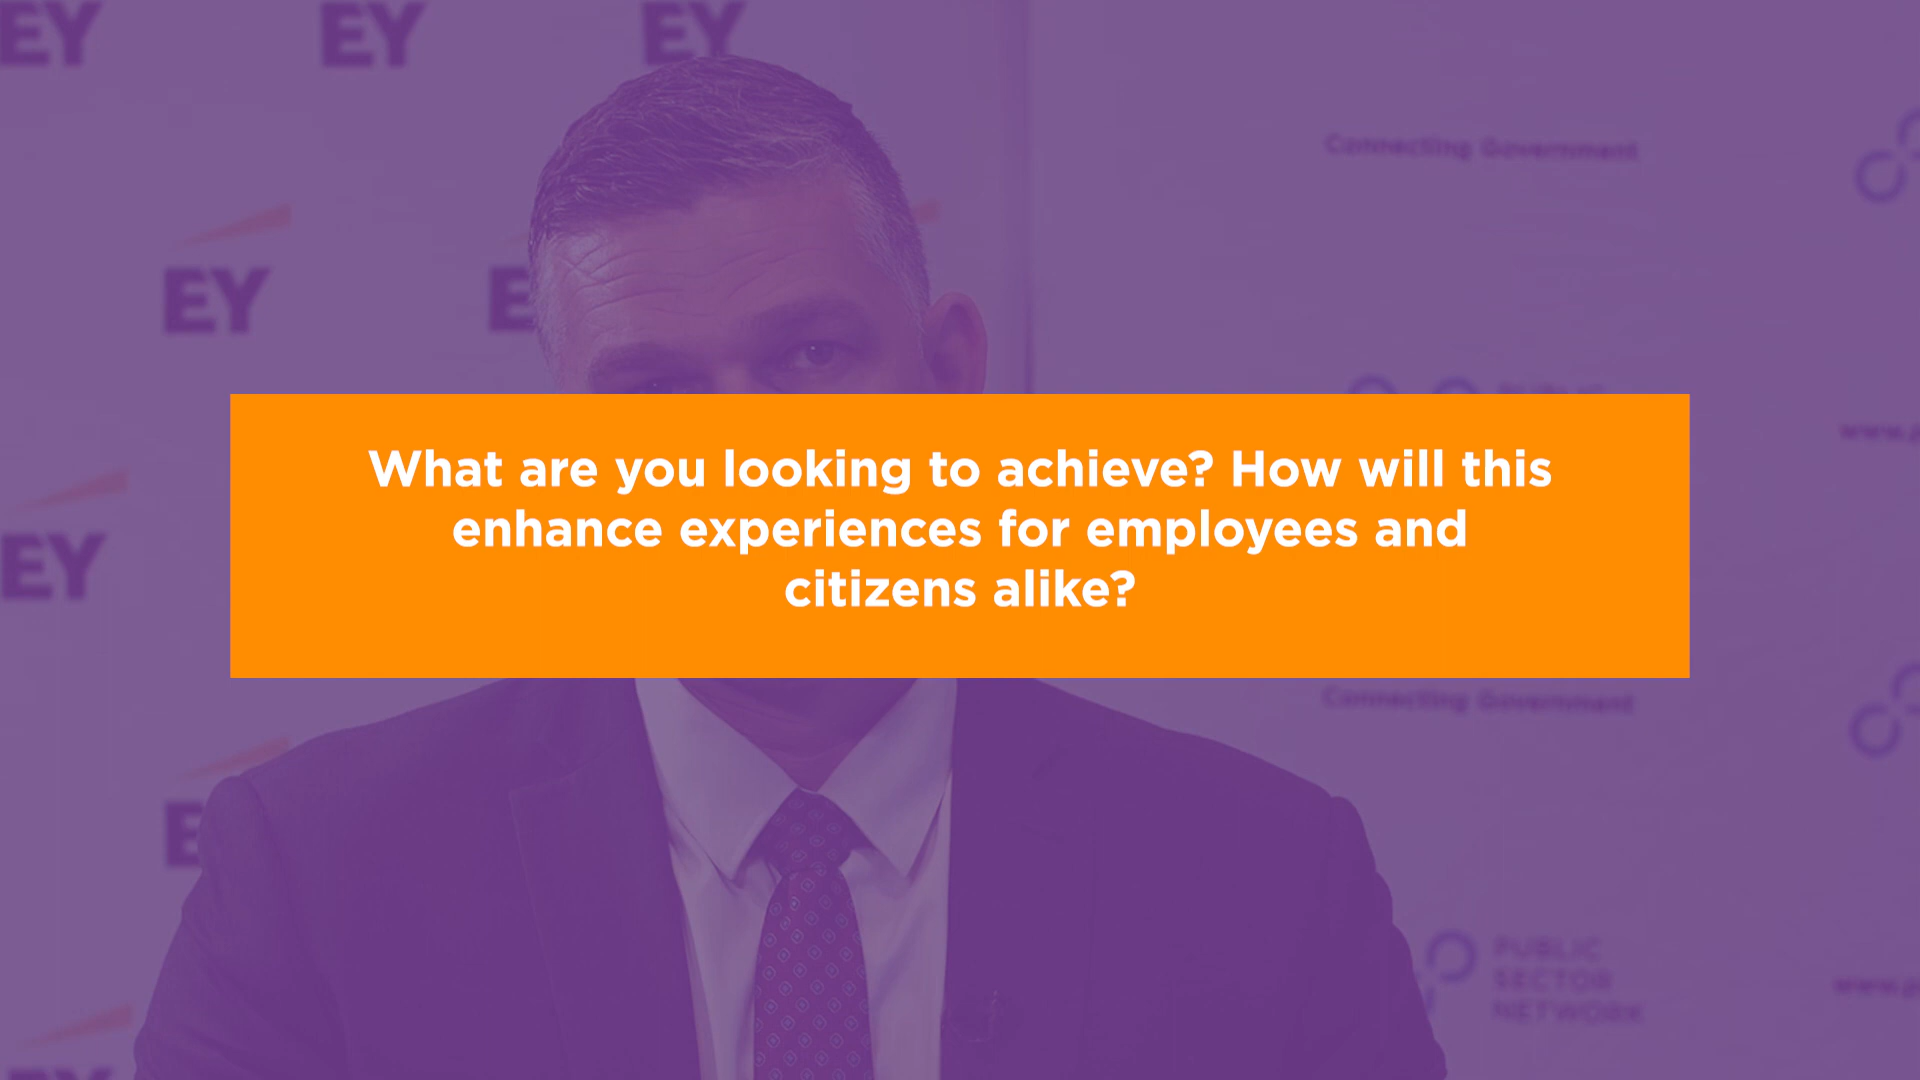 EY
EY
EY
Connecting Government
EY
E
What are you looking to achieve? How will this
enhance experiences for employees and
citizens alike?
EY
Connecting Government
E
PUBLIC
SECTOR
NETWORK